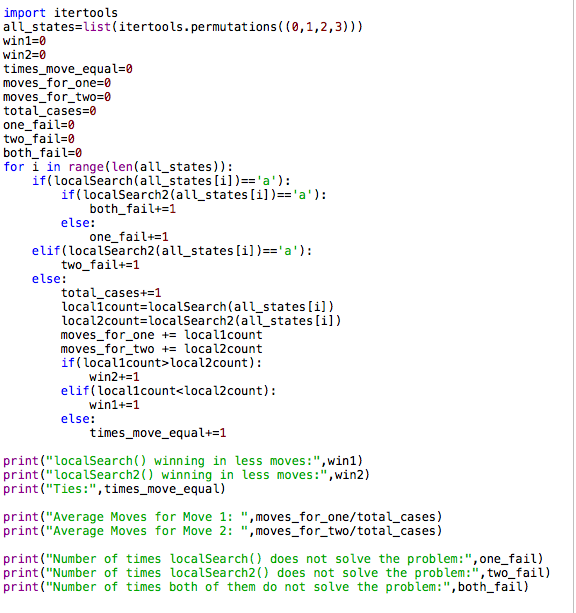 import itertools
all_states=list(itertools.permutations((0,1,2,3)))
win1=0
win2=0
times_move_equal=0
moves_for_one=0
moves_for_two=0
total_cases=0
one_fail=0
two_fail=0
both_fail=0
for i in range(len(all_states)):
    if(localSearch(all_states[i])=='a'):
        if(localSearch2(all_states[i])=='a'):
            both_fail+=1
        else:
            one_fail+=1
    elif(localSearch2(all_states[i])=='a'):
        two_fail+=1
    else:
        total_cases+=1
        local1count=localSearch(all_states[i])
        local2count=localSearch2(all_states[i])
        moves_for_one += local1count
        moves_for_two += local2count
        if(local1count>local2count):
            win2+=1
        elif(local1count<local2count):
            win1+=1
        else:
            times_move_equal+=1

print("localSearch() winning in less moves:",win1)
print("localSearch2() winning in less moves:",win2)
print("Ties:",times_move_equal)

print("Average Moves for Move 1: ",moves_for_one/total_cases)
print("Average Moves for Move 2: ",moves_for_two/total_cases)

print("Number of times localSearch() does not solve the problem:",one_fail)
print("Number of times localSearch2() does not solve the problem:",two_fail)
print("Number of times both of them do not solve the problem:",both_fail)